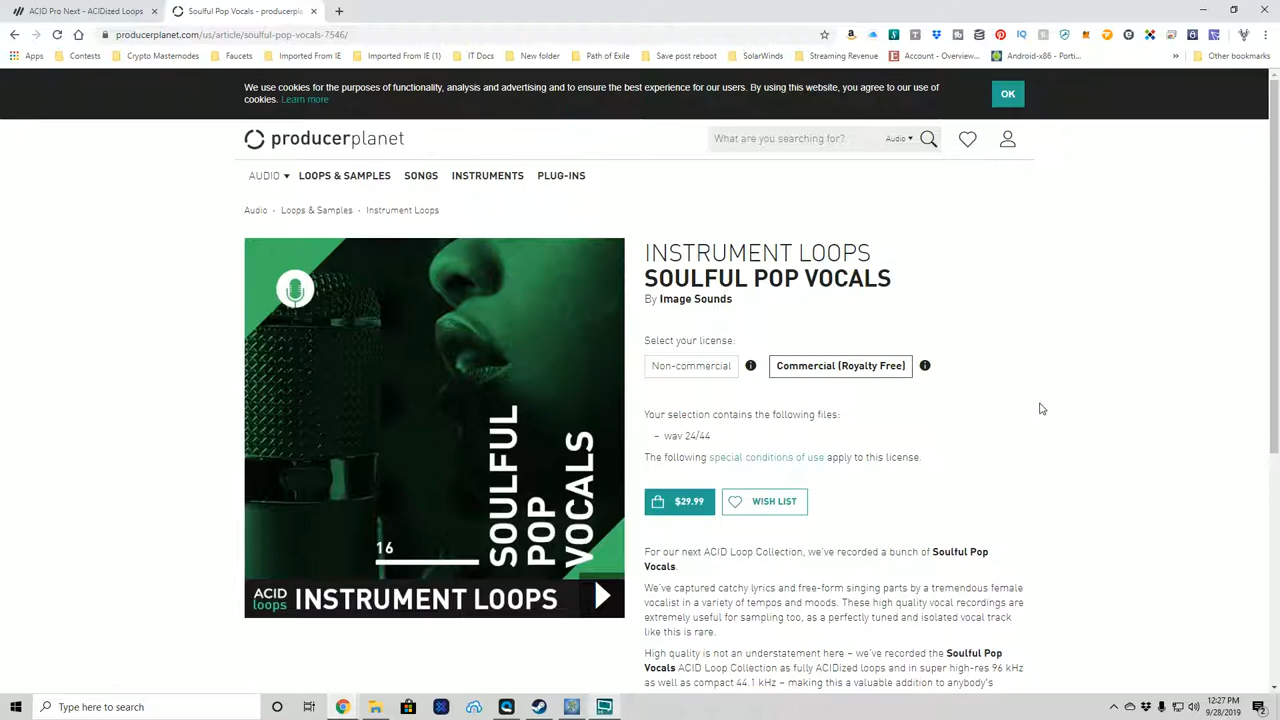 ACID Pro Next - ACIDized Loops
Soulful Pop Vocals - producerpl
producerplanet.com/us/article/soulful-pop-vocals-7546/
Apps Contests Crypto Masternodes Faucets Imported From IE Imported From IE (1) IT Docs New folder Path of Exile Save post reboot SolarWinds Streaming Revenue Account - Overview... Android-x86 - Porti... » Other bookmarks
We use cookies for the purposes of functionality, analysis and advertising and to ensure the best experience for our users. By using this website, you agree to our use of
cookies. Learn more
OK
producerplanet
What are you searching for? Audio
AUDIO LOOPS & SAMPLES SONGS INSTRUMENTS PLUG-INS
Audio - Loops & Samples - Instrument Loops
SOULFUL
POP
VOCALS
16
ACID
loops
INSTRUMENT LOOPS
INSTRUMENT LOOPS
SOULFUL POP VOCALS
By Image Sounds
Select your license:
Non-commercial Commercial (Royalty Free)
Your selection contains the following files:
– wav 24/44
The following special conditions of use apply to this license.
$29.99 WISH LIST
For our next ACID Loop Collection, we've recorded a bunch of Soulful Pop
Vocals.
We've captured catchy lyrics and free-form singing parts by a tremendous female
vocalist in a variety of tempos and moods. These high quality vocal recordings are
extremely useful for sampling too, as a perfectly tuned and isolated vocal track
like this is rare.
High quality is not an understatement here – we've recorded the Soulful Pop
Vocals ACID Loop Collection as fully ACIDized loops and in super high-res 96 kHz
as well as compact 44.1 kHz – making this a valuable addition to anybody's
Type here to search
12:27 PM
9/28/2019
2